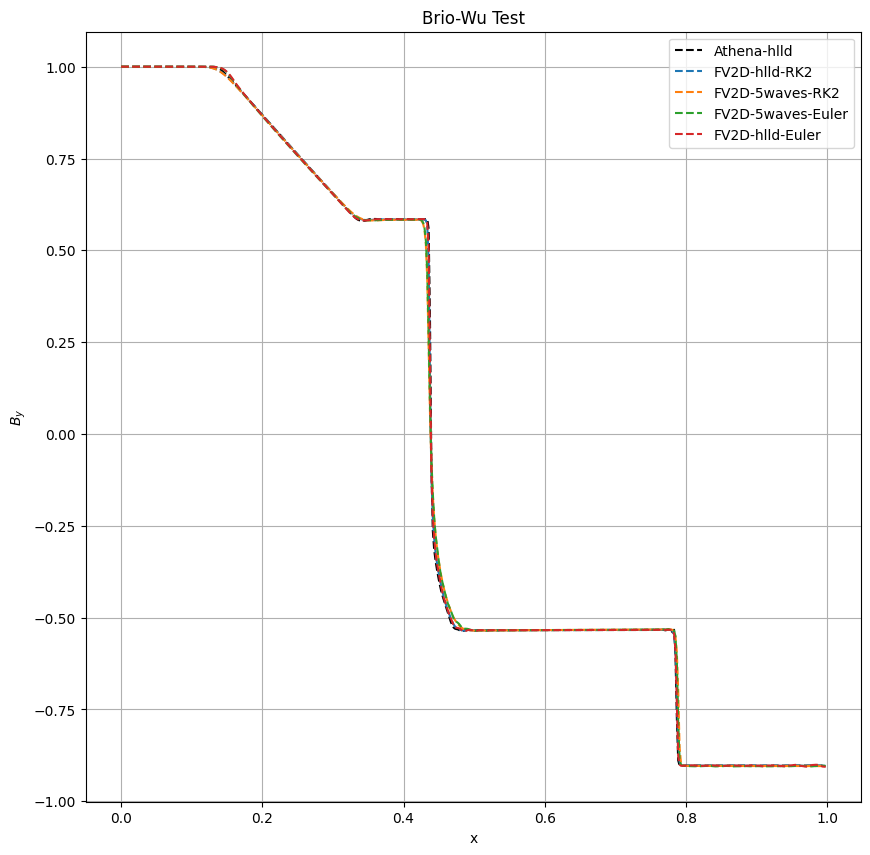 Brio-Wu Test
Athena-hlld
FV2D-hlld-RK2
FV2D-5waves-RK2
FV2D-5waves-Euler
FV2D-hlld-Euler
1.00
0.75
0.50
0.25
0.00
−0.25
−0.50
−0.75
−1.00
B_y
0.0 0.2 0.4 0.6 0.8 1.0
x